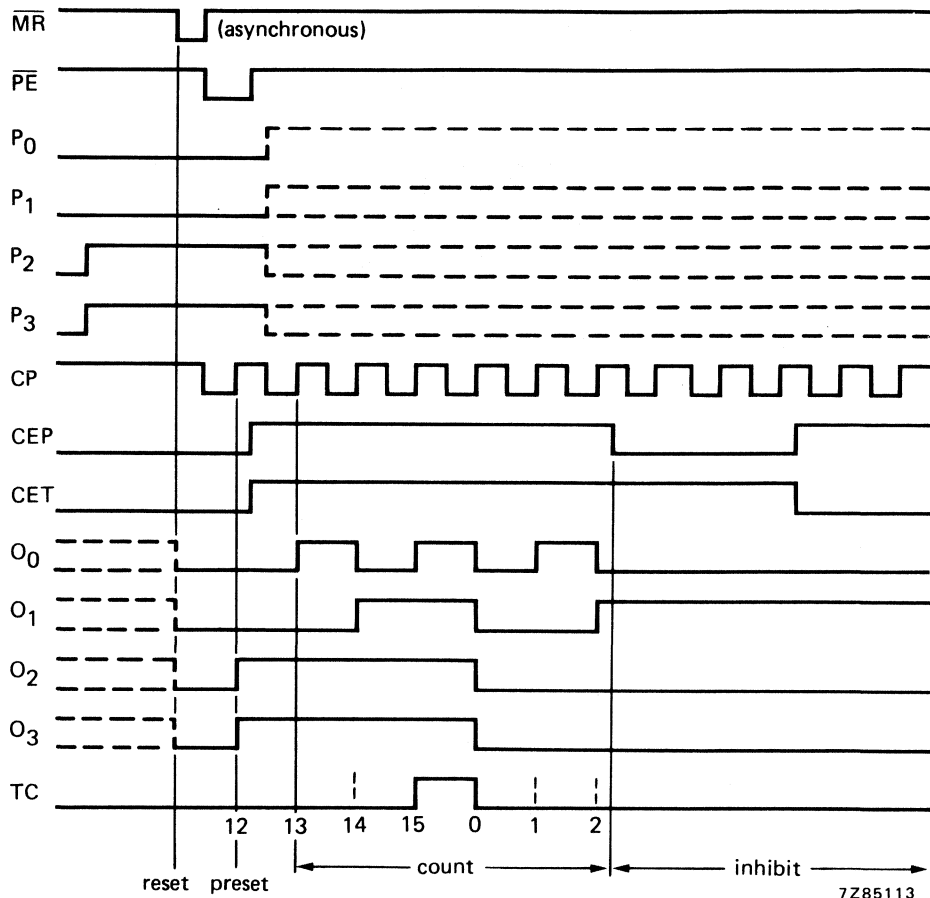 MR (asynchronous)
PE
P0
P1
P2
P3
CP
CEP
CET
O0
O1
O2
O3
TC
12 13 14 15 0 1 2
count inhibit
reset preset
7Z85113